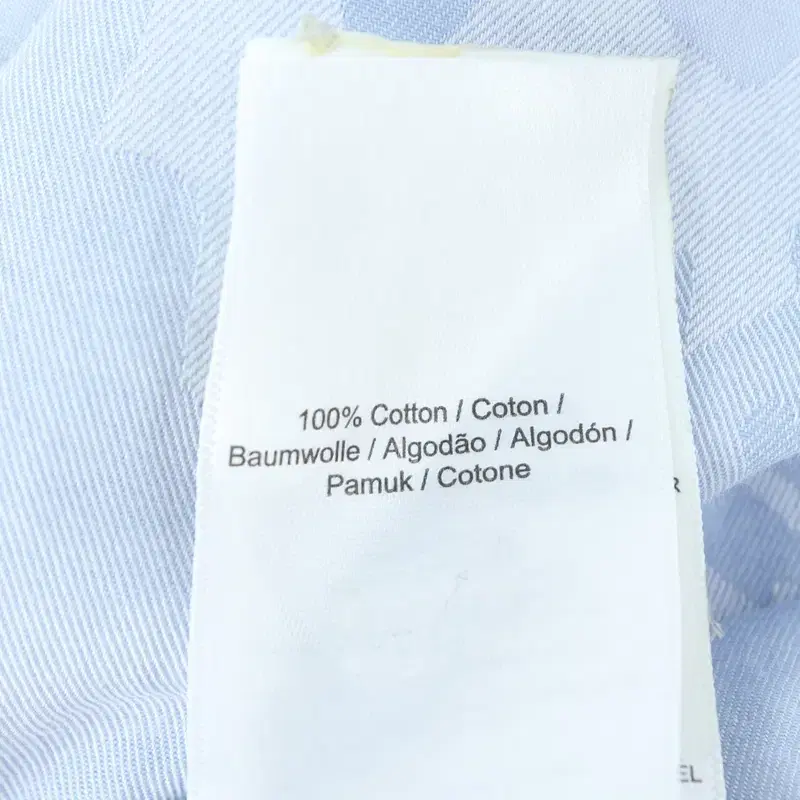 100% Cotton / Coton /
Baumwolle / Algodão / Algodón /
Pamuk / Cotone